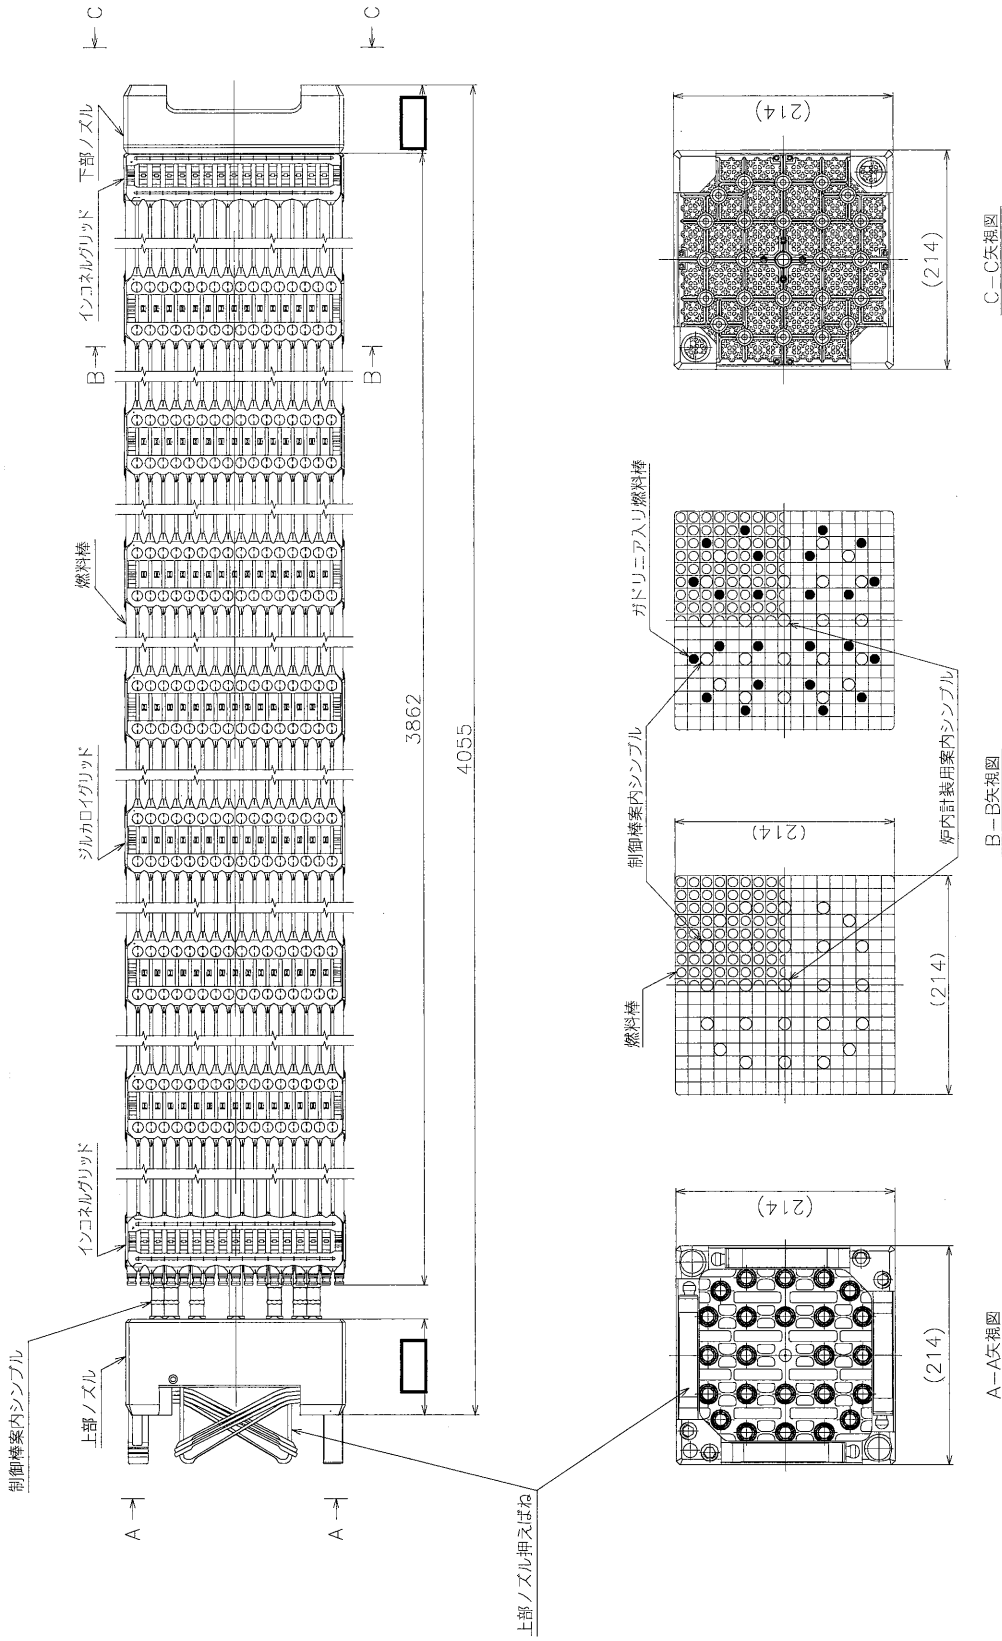 制御棒案内シンブル
上部ノズル
インコネルグリッド
ジルカロイグリッド
燃料棒
インコネルグリッド
下部ノズル
A
A
B
B
C
C
3862
4055
上部ノズル押えばね
(214)
(214)
A－A矢視図
燃料棒
制御棒案内シンブル
ガドリニア入り燃料棒
(214)
(214)
炉内計装用案内シンブル
B－B矢視図
(214)
(214)
C－C矢視図